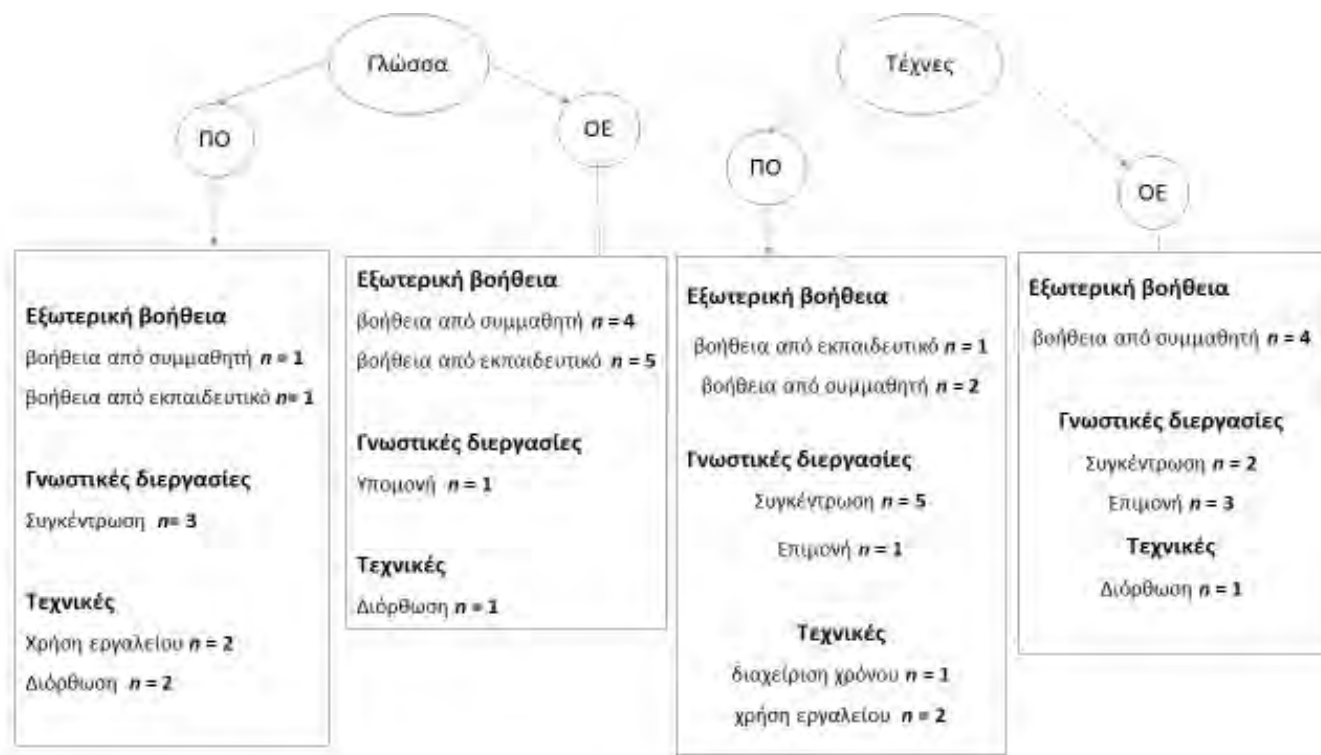 Γλώσσα
ΠΟ
ΟΕ
Εξωτερική βοήθεια
βοήθεια από συμμαθητή n = 1
βοήθεια από εκπαιδευτικό n= 1
Γνωστικές διεργασίες
Συγκέντρωση n= 3
Τεχνικές
Χρήση εργαλείου n = 2
Διόρθωση n = 2
Εξωτερική βοήθεια
βοήθεια από συμμαθητή n = 4
βοήθεια από εκπαιδευτικό n = 5
Γνωστικές διεργασίες
Υπομονή n = 1
Τεχνικές
Διόρθωση n = 1
Τέχνες
ΠΟ
ΟΕ
Εξωτερική βοήθεια
βοήθεια από εκπαιδευτικό n = 1
βοήθεια από συμμαθητή n = 2
Γνωστικές διεργασίες
Συγκέντρωση n = 5
Επιμονή n = 1
Τεχνικές
διαχείριση χρόνου n = 1
χρήση εργαλείου n = 2
Εξωτερική βοήθεια
βοήθεια από συμμαθητή n = 4
Γνωστικές διεργασίες
Συγκέντρωση n = 2
Επιμονή n = 3
Τεχνικές
Διόρθωση n = 1